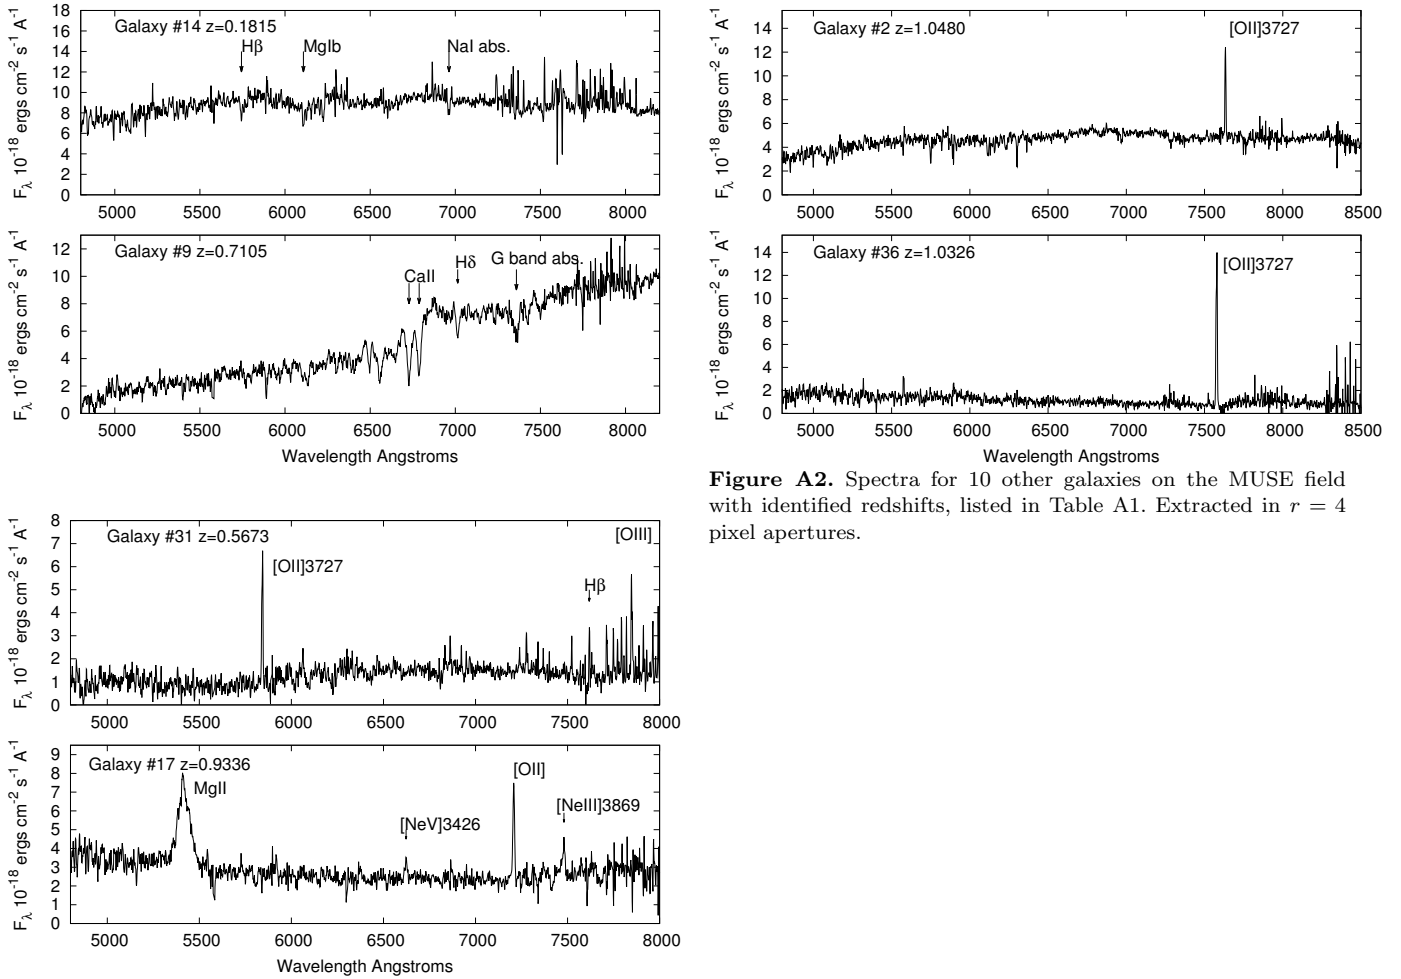 Galaxy #14 z=0.1815
Hβ
MgIb
NaI abs.
F_λ 10^-18 ergs cm^-2 s^-1 A^-1
0 2 4 6 8 10 12 14 16 18
5000 5500 6000 6500 7000 7500 8000
Galaxy #9 z=0.7105
CaII
Hδ
G band abs.
F_λ 10^-18 ergs cm^-2 s^-1 A^-1
0 2 4 6 8 10 12
5000 5500 6000 6500 7000 7500 8000
Wavelength Angstroms
Galaxy #31 z=0.5673
[OII]3727
Hβ
[OIII]
F_λ 10^-18 ergs cm^-2 s^-1 A^-1
0 1 2 3 4 5 6 7 8
5000 5500 6000 6500 7000 7500 8000
Galaxy #17 z=0.9336
MgII
[NeV]3426
[OII]
[NeIII]3869
F_λ 10^-18 ergs cm^-2 s^-1 A^-1
0 1 2 3 4 5 6 7 8 9
5000 5500 6000 6500 7000 7500 8000
Wavelength Angstroms
Galaxy #2 z=1.0480
[OII]3727
F_λ 10^-18 ergs cm^-2 s^-1 A^-1
0 2 4 6 8 10 12 14
5000 5500 6000 6500 7000 7500 8000 8500
Galaxy #36 z=1.0326
[OII]3727
F_λ 10^-18 ergs cm^-2 s^-1 A^-1
0 2 4 6 8 10 12 14
5000 5500 6000 6500 7000 7500 8000 8500
Wavelength Angstroms
Figure A2. Spectra for 10 other galaxies on the MUSE field
with identified redshifts, listed in Table A1. Extracted in r = 4
pixel apertures.